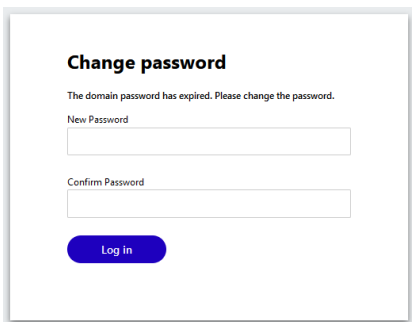 Change password
The domain password has expired. Please change the password.
New Password
Confirm Password
Log in